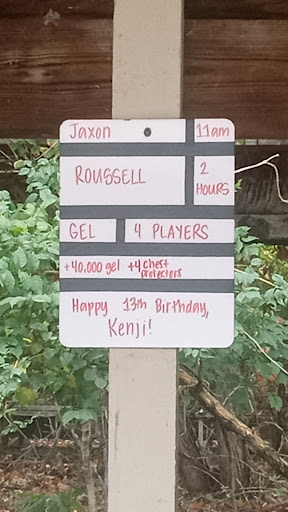 Jaxon 11am
ROUSSELL 2 HOURS
GEL 4 PLAYERS
+40,000 gel +4 chest protectors
Happy 13th Birthday,
Kenji!